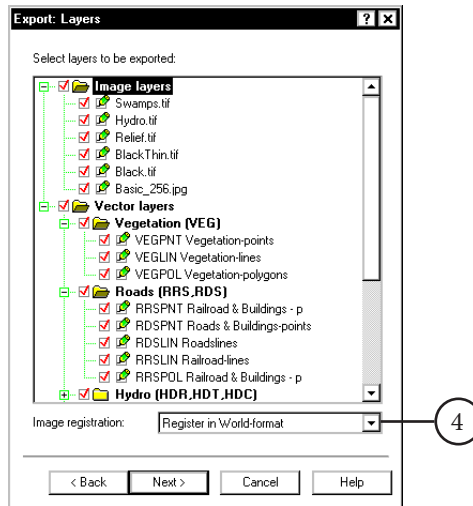 Export: Layers
Select layers to be exported:
Image layers
Swamps.tif
Hydro.tif
Relief.tif
BlackThin.tif
Black.tif
Basic_256.jpg
Vector layers
Vegetation (VEG)
VEGPNT Vegetation-points
VEGLIN Vegetation-lines
VEGPOL Vegetation-polygons
Roads (RRS,RDS)
RRSPNT Railroad & Buildings - p
RDSPNT Roads & Buildings-points
RDSLIN Roadslines
RRSLIN Railroad-lines
RRSPOL Railroad & Buildings - p
Hydro (HDR,HDT,HDC)
Image registration: Register in World-format 4
< Back Next > Cancel Help